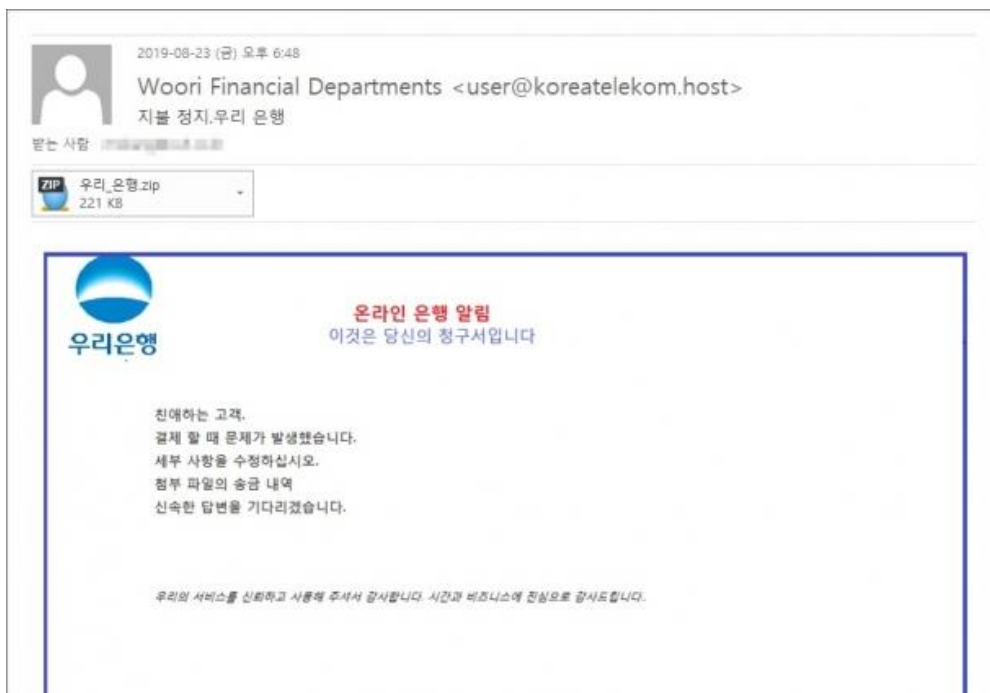 2019-08-23 (금) 오후 6:48
Woori Financial Departments <user@koreatelekom.host>
지불 정지.우리 은행
받는 사람
ZIP
우리_은행.zip
221 KB
우리은행
온라인 은행 알림
이것은 당신의 청구서입니다
친애하는 고객.
결제 할 때 문제가 발생했습니다.
세부 사항을 수정하십시오.
첨부 파일의 송금 내역
신속한 답변을 기다리겠습니다.
우리의 서비스를 신뢰하고 사용해 주셔서 감사합니다. 시간과 비즈니스에 진심으로 감사드립니다.